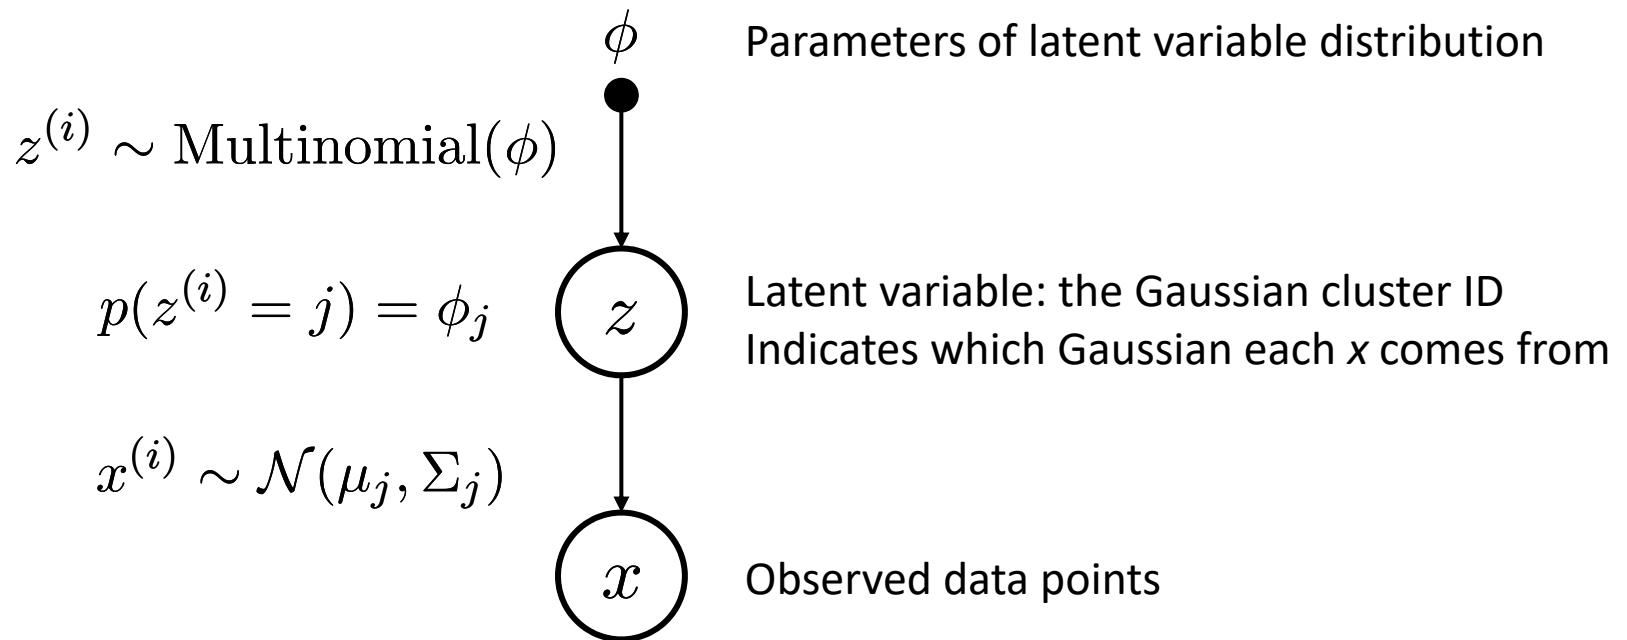 ϕ
Parameters of latent variable distribution
z^{(i)} ∼ Multinomial(ϕ)
p(z^{(i)} = j) = ϕ_j
z
Latent variable: the Gaussian cluster ID
Indicates which Gaussian each x comes from
x^{(i)} ∼ 𝒩(μ_j, Σ_j)
x
Observed data points